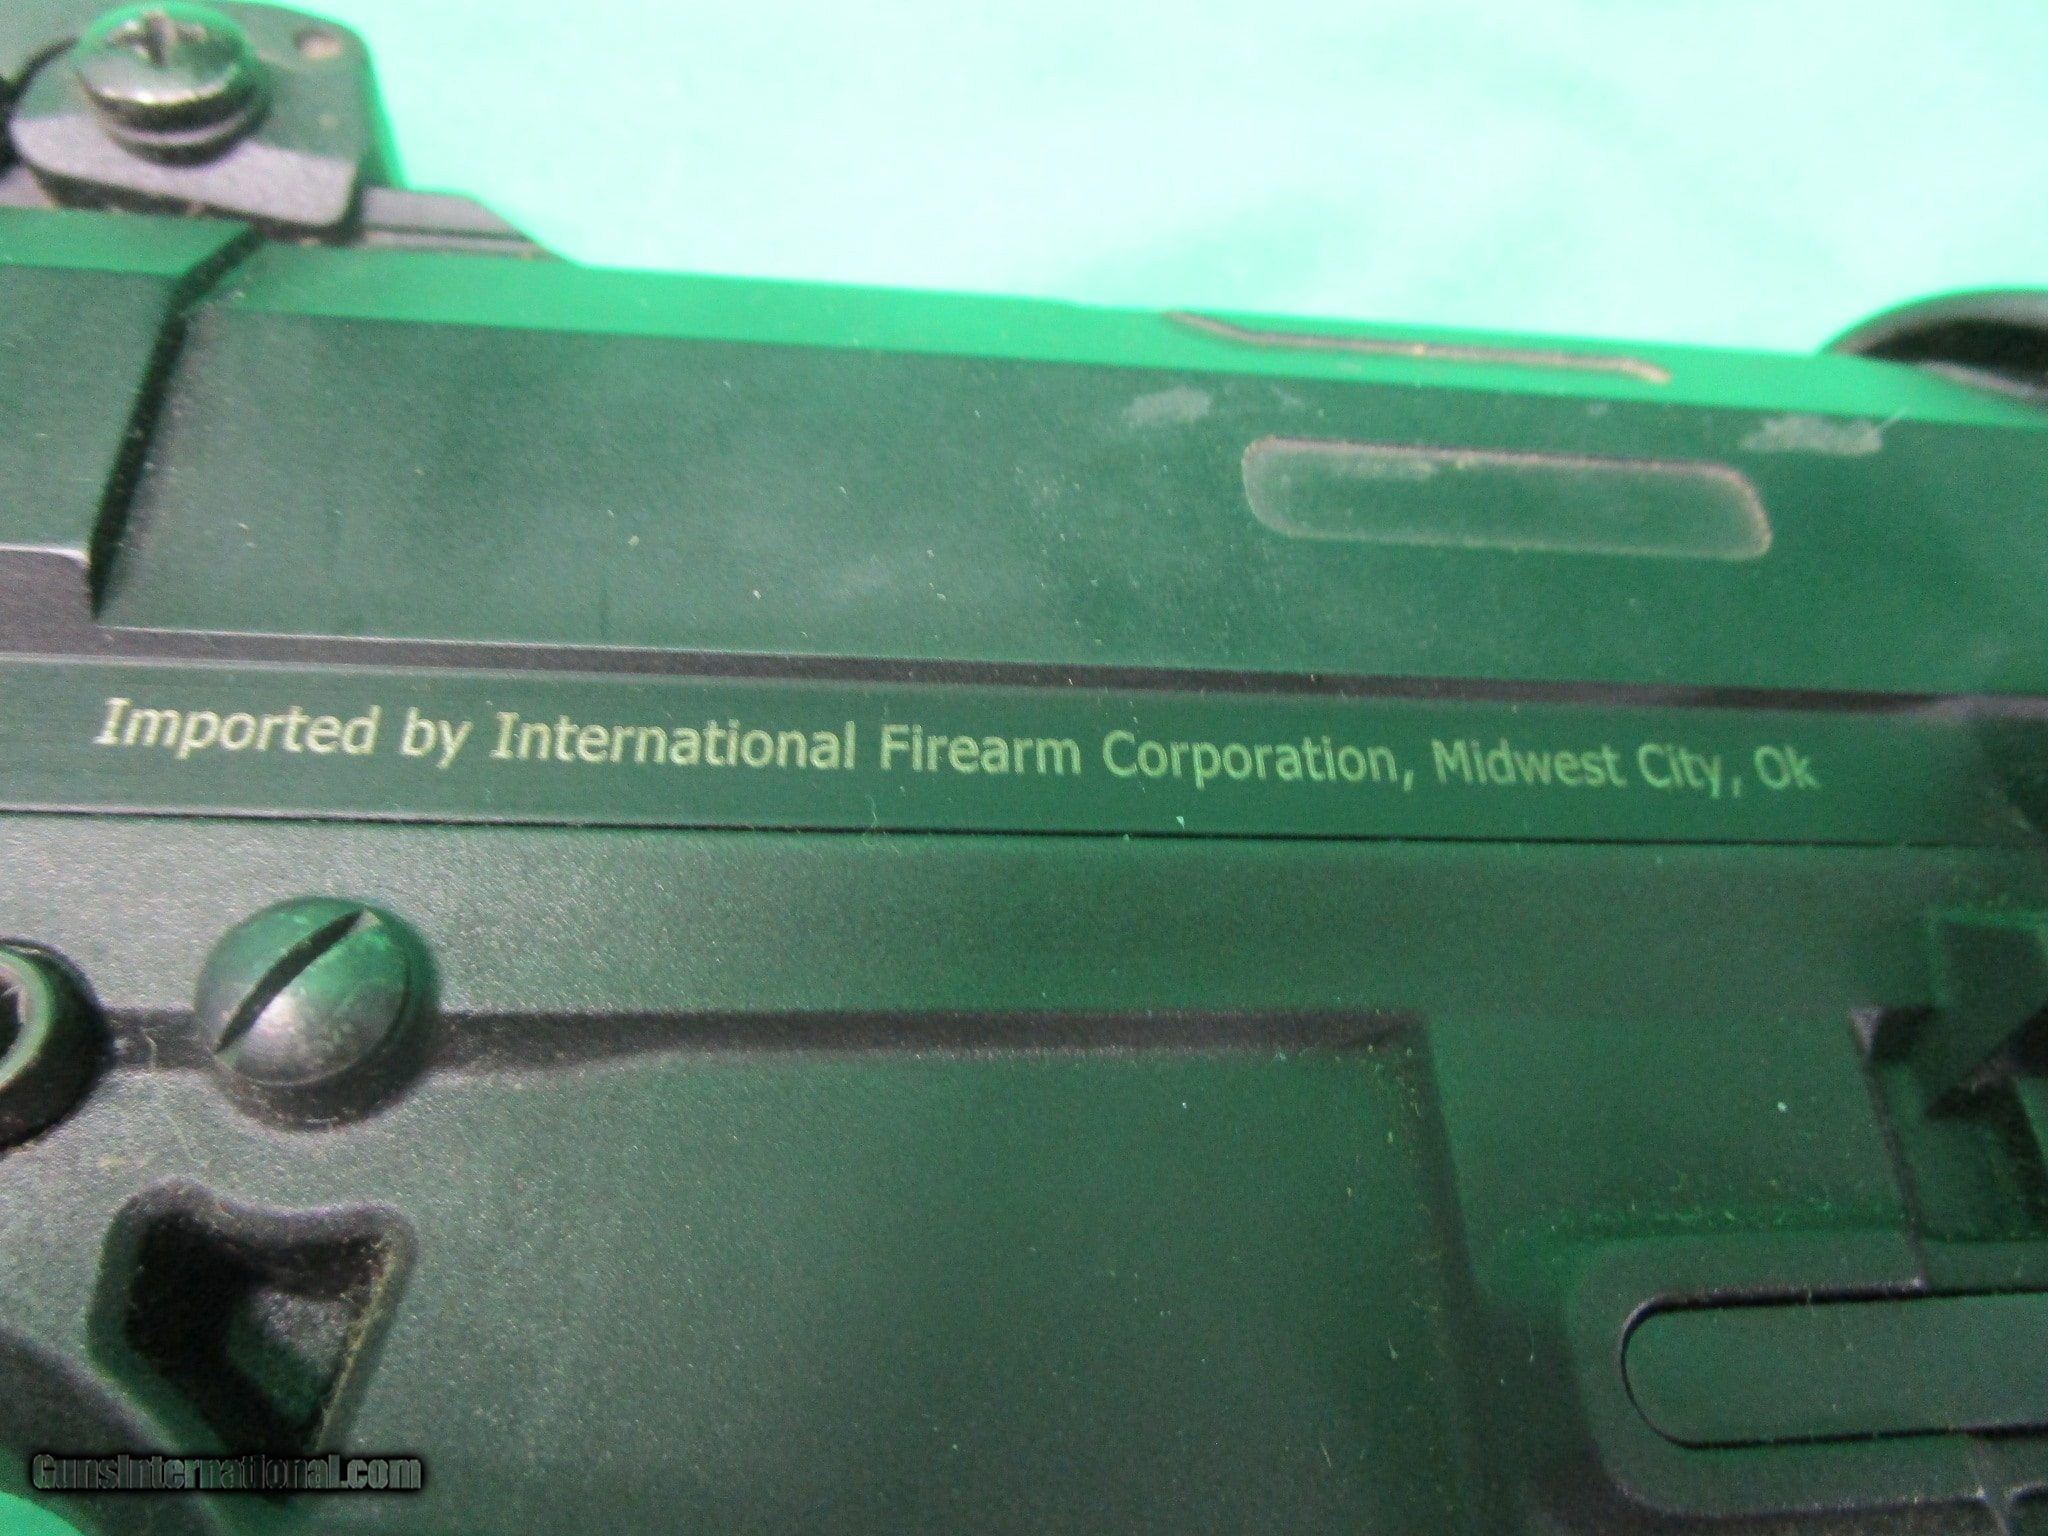 Imported by International Firearm Corporation, Midwest City, Ok
GunsInternational.com